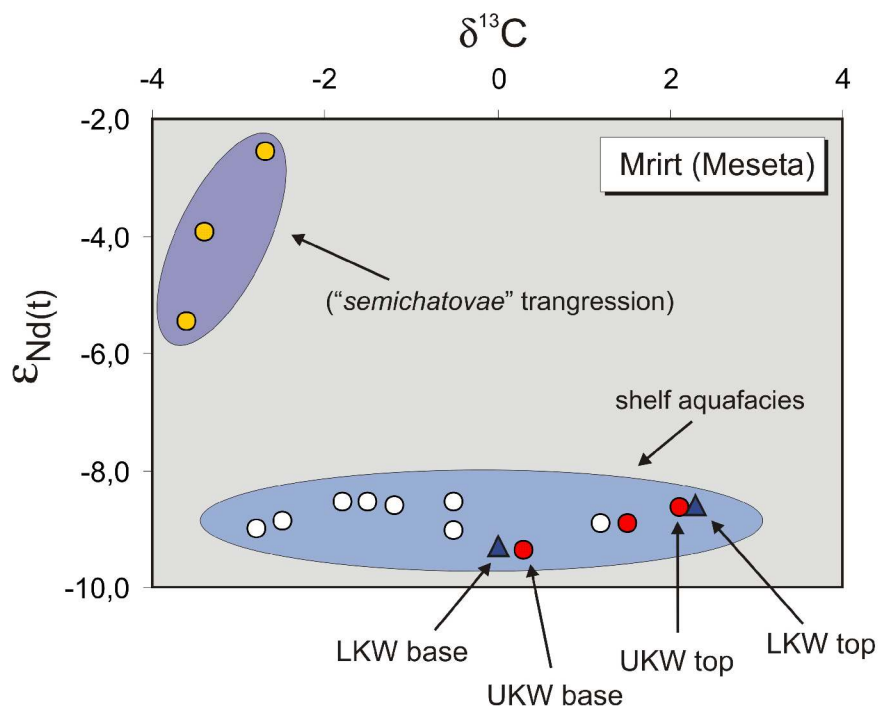 δ13C
-4 -2 0 2 4
-2,0
Mrirt (Meseta)
-4,0
("semichatovae" trangression)
εNd(t)
-6,0
shelf aquafacies
-8,0
-10,0
LKW base
UKW base
UKW top
LKW top